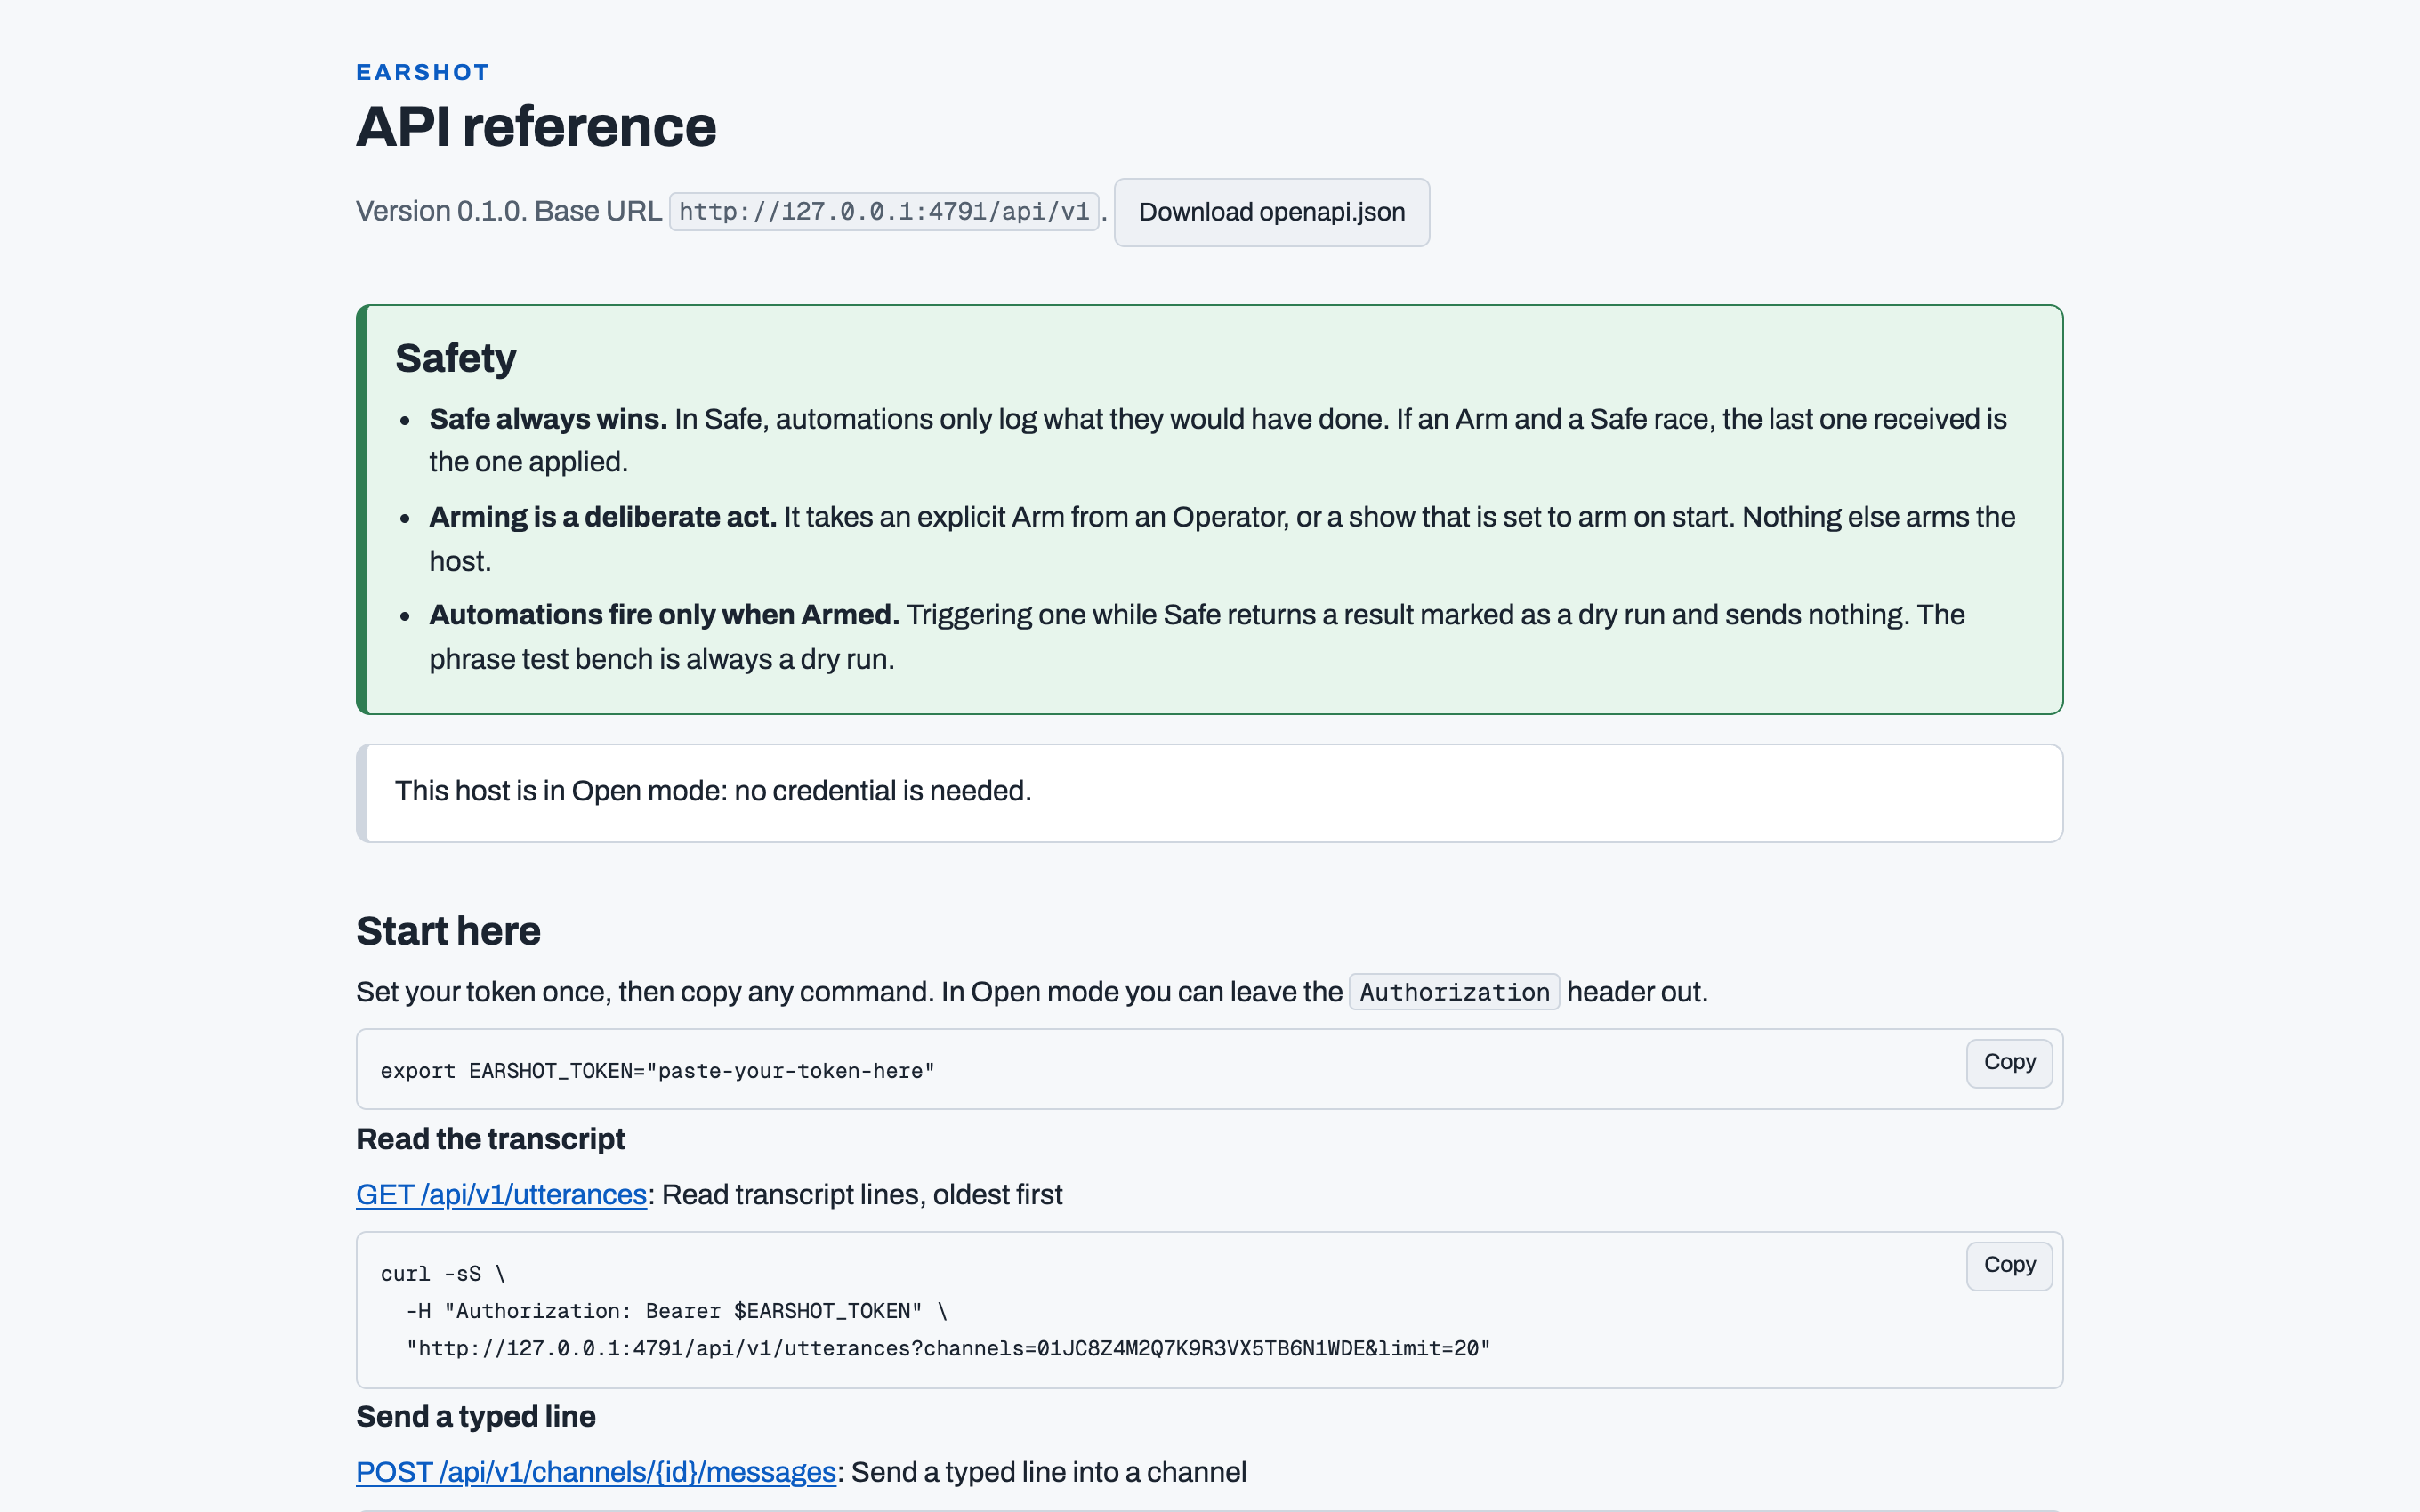 EARSHOT
API reference
Version 0.1.0. Base URL http://127.0.0.1:4791/api/v1. Download openapi.json
Safety
• Safe always wins. In Safe, automations only log what they would have done. If an Arm and a Safe race, the last one received is
the one applied.
• Arming is a deliberate act. It takes an explicit Arm from an Operator, or a show that is set to arm on start. Nothing else arms the
host.
• Automations fire only when Armed. Triggering one while Safe returns a result marked as a dry run and sends nothing. The
phrase test bench is always a dry run.
This host is in Open mode: no credential is needed.
Start here
Set your token once, then copy any command. In Open mode you can leave the Authorization header out.
export EARSHOT_TOKEN="paste-your-token-here"
Copy
Read the transcript
GET /api/v1/utterances: Read transcript lines, oldest first
curl -sS \
Copy
-H "Authorization: Bearer $EARSHOT_TOKEN" \
"http://127.0.0.1:4791/api/v1/utterances?channels=01JC8Z4M2Q7K9R3VX5TB6N1WDE&limit=20"
Send a typed line
POST /api/v1/channels/{id}/messages: Send a typed line into a channel